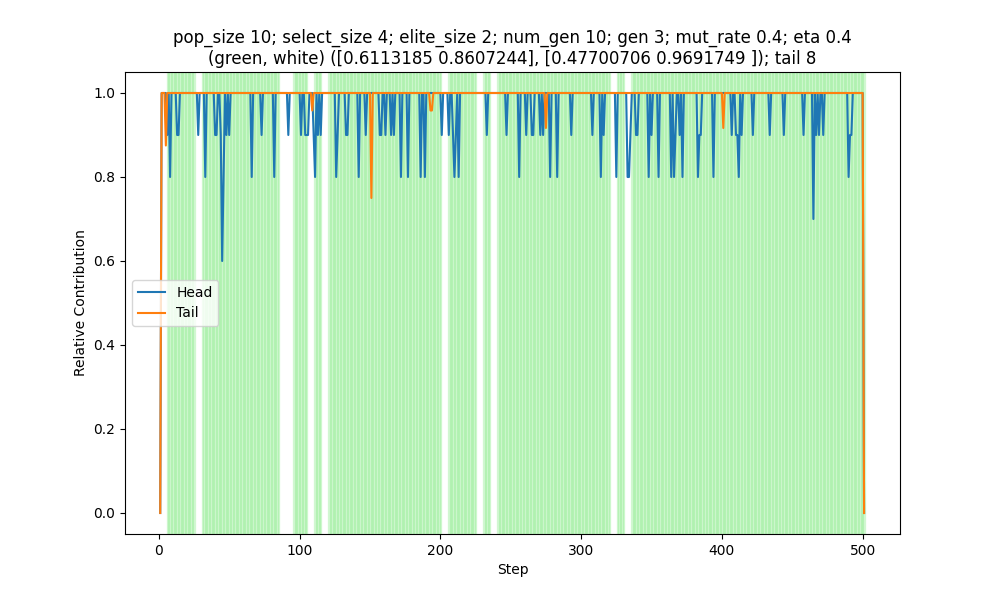 pop_size 10; select_size 4; elite_size 2; num_gen 10; gen 3; mut_rate 0.4; eta 0.4
(green, white) ([0.6113185 0.8607244], [0.47700706 0.9691749 ]); tail 8
1.0
0.8
0.6
0.4
0.2
0.0
Relative Contribution
Head
Tail
0
100
200
300
400
500
Step